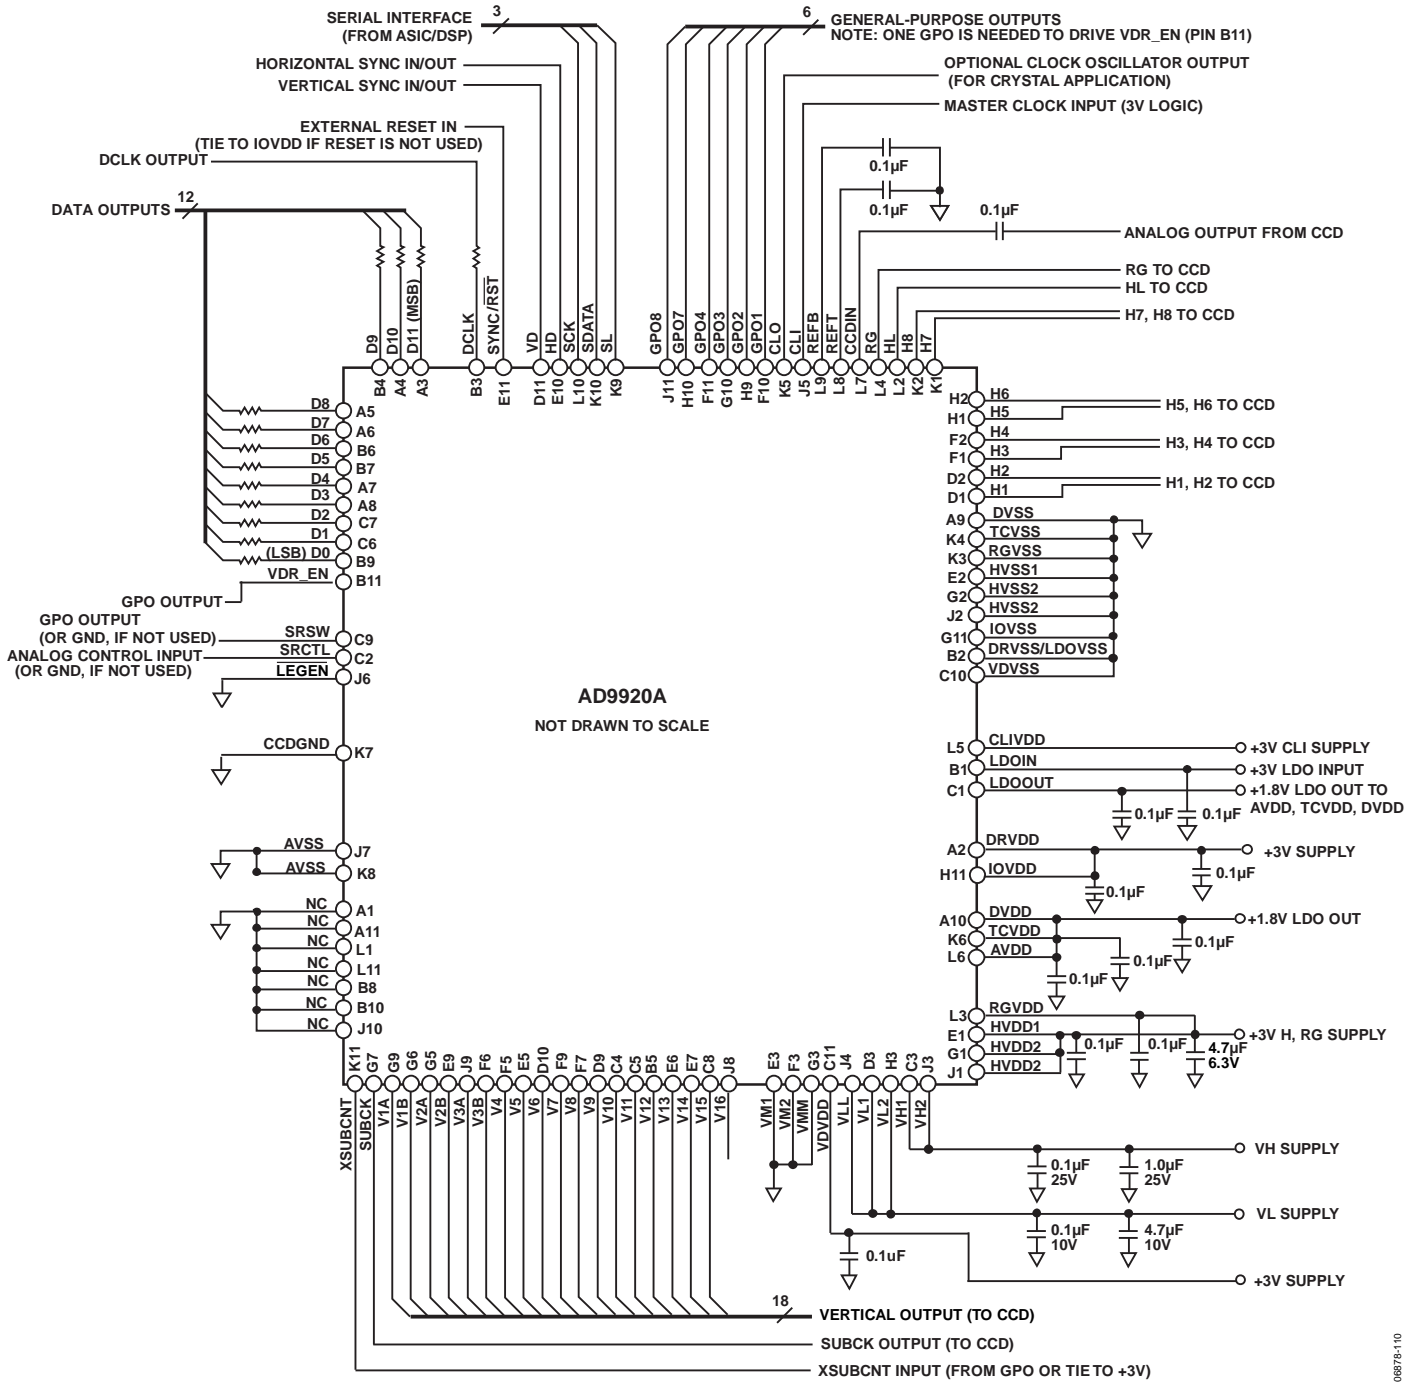 SERIAL INTERFACE
(FROM ASIC/DSP)
3
6
GENERAL-PURPOSE OUTPUTS
NOTE: ONE GPO IS NEEDED TO DRIVE VDR_EN (PIN B11)
HORIZONTAL SYNC IN/OUT
VERTICAL SYNC IN/OUT
OPTIONAL CLOCK OSCILLATOR OUTPUT
(FOR CRYSTAL APPLICATION)
MASTER CLOCK INPUT (3V LOGIC)
EXTERNAL RESET IN
(TIE TO IOVDD IF RESET IS NOT USED)
DCLK OUTPUT
0.1µF
0.1µF
0.1µF
DATA OUTPUTS
12
ANALOG OUTPUT FROM CCD
RG TO CCD
HL TO CCD
H7, H8 TO CCD
D9
D10
D11 (MSB)
DCLK
SYNC/RST
VD
HD
SCK
SDATA
SL
GPO8
GPO7
GPO4
GPO3
GPO2
GPO1
CLO
CLI
REFB
REFT
CCDIN
RG
HL
H8
H7
B4
A4
A3
B3
E11
D11
E10
L10
K10
K9
J11
H10
F11
G10
H9
F10
K5
J5
L9
L8
L7
L4
L2
K2
K1
D8 A5
D7 A6
D6 B6
D5 B7
D4 A7
D3 A8
D2 C7
D1 C6
(LSB) D0 B9
VDR_EN B11
GPO OUTPUT
GPO OUTPUT
(OR GND, IF NOT USED)
SRSW C9
ANALOG CONTROL INPUT
(OR GND, IF NOT USED)
SRCTL C2
LEGEN J6
CCDGND K7
AVSS J7
AVSS K8
NC A1
NC A11
NC L1
NC L11
NC B8
NC B10
NC J10
AD9920A
NOT DRAWN TO SCALE
H2 H6
H1 H5
H5, H6 TO CCD
F2 H4
F1 H3
H3, H4 TO CCD
D2 H2
D1 H1
H1, H2 TO CCD
A9 DVSS
K4 TCVSS
K3 RGVSS
E2 HVSS1
G2 HVSS2
J2 HVSS2
G11 IOVSS
B2 DRVSS/LDOVSS
C10 VDVSS
L5 CLIVDD +3V CLI SUPPLY
B1 LDOIN +3V LDO INPUT
C1 LDOOUT +1.8V LDO OUT TO
AVDD, TCVDD, DVDD
0.1µF
0.1µF
A2 DRVDD +3V SUPPLY
H11 IOVDD
0.1µF
0.1µF
A10 DVDD +1.8V LDO OUT
K6 TCVDD
L6 AVDD
0.1µF
0.1µF
0.1µF
L3 RGVDD
E1 HVDD1 +3V H, RG SUPPLY
G1 HVDD2
J1 HVDD2
0.1µF
0.1µF
4.7µF
6.3V
K11
G7
G9
G6
G5
E9
J9
F6
F5
E5
D10
F9
F7
D9
C4
C5
B5
E6
E7
C8
J8
E3
F3
G3
C11
J4
D3
H3
C3
J3
XSUBCNT
SUBCK
V1A
V1B
V2A
V2B
V3A
V3B
V4
V5
V6
V7
V8
V9
V10
V11
V12
V13
V14
V15
V16
VM1
VM2
VMM
VDVDD
VLL
VL1
VL2
VH1
VH2
VH SUPPLY
0.1µF
25V
1.0µF
25V
VL SUPPLY
0.1µF
10V
4.7µF
10V
0.1uF
+3V SUPPLY
18
VERTICAL OUTPUT (TO CCD)
SUBCK OUTPUT (TO CCD)
XSUBCNT INPUT (FROM GPO OR TIE TO +3V)
06878-110